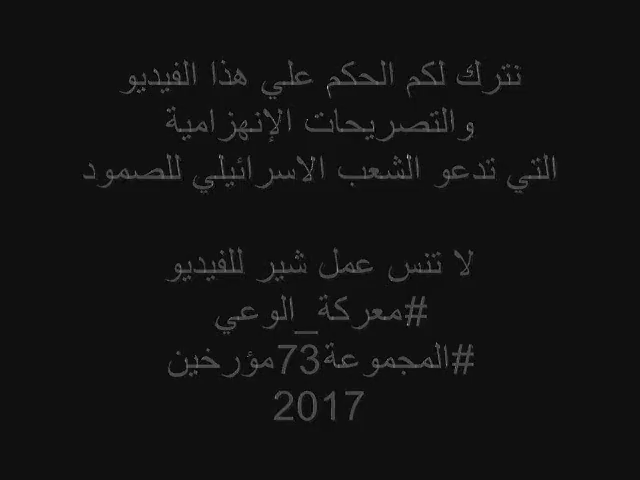 نترك لكم الحكم علي هذا الفيديو
والتصريحات الإنهزامية
التي تدعو الشعب الاسرائيلي للصمود
لا تنس عمل شير للفيديو
#معركة_الوعي
#المجموعة73مؤرخين
2017